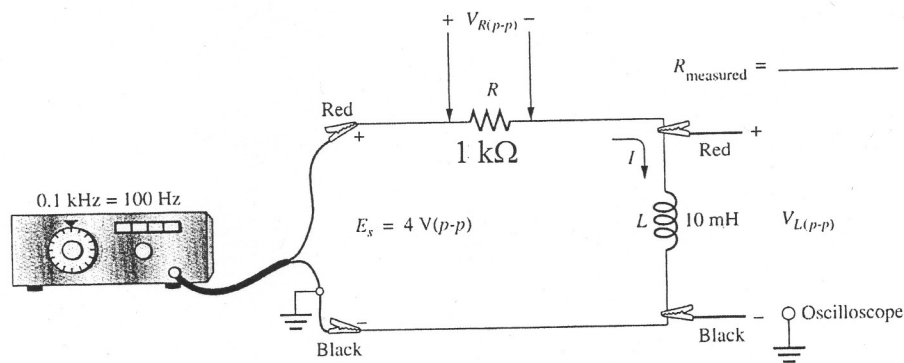 + V_R(p-p) −
R_measured = ________
R
Red
+
1 kΩ
+
Red
I
0.1 kHz = 100 Hz
E_s = 4 V(p-p)
L
10 mH
V_L(p-p)
−
Black
−
Black
Oscilloscope